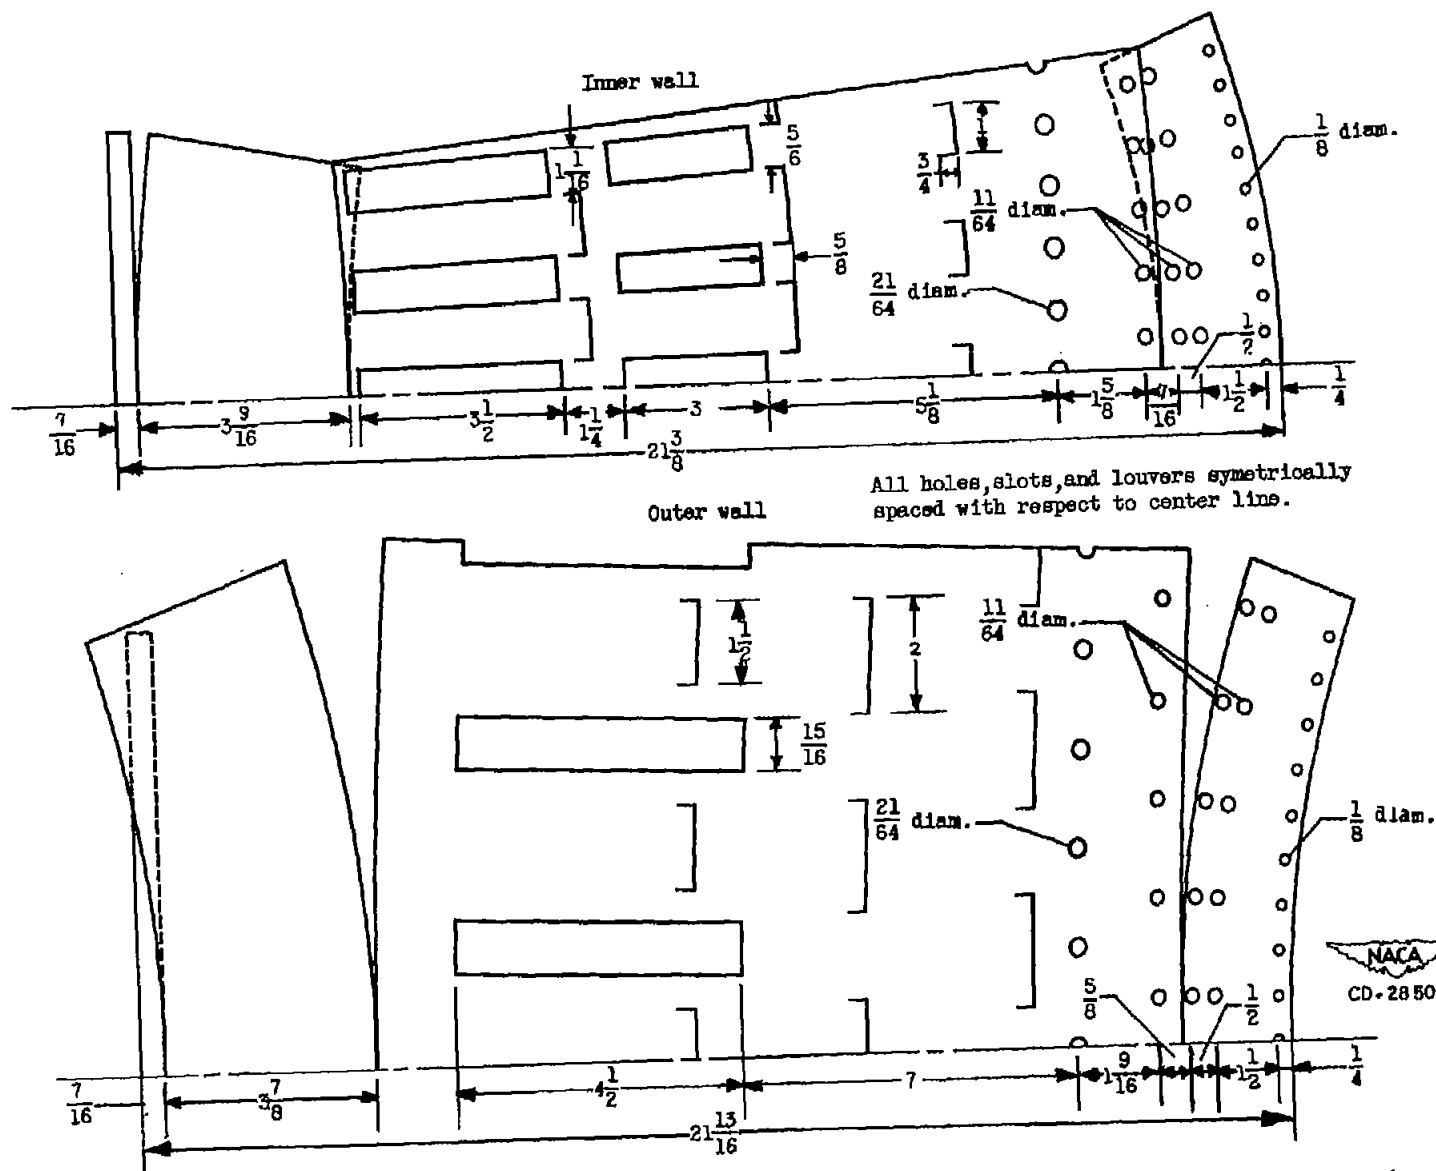 Inner wall
1 1/16
5/6
1
3/4
1/8 diam.
11/64 diam.
5/8
21/64 diam.
1/2
7/16
3 9/16
3 1/2
1 1/4
3
5 1/8
1 5/8
7/16
1 1/2
1/4
21 3/8
All holes,slots,and louvers symetrically
spaced with respect to center line.
Outer wall
11/64 diam.
1 1/2
2
15/16
21/64 diam.
1/8 diam.
NACA
CD-2850
5/8
1/2
7/16
3 7/8
4 1/2
7
1 9/16
1 1/2
1/4
21 13/16